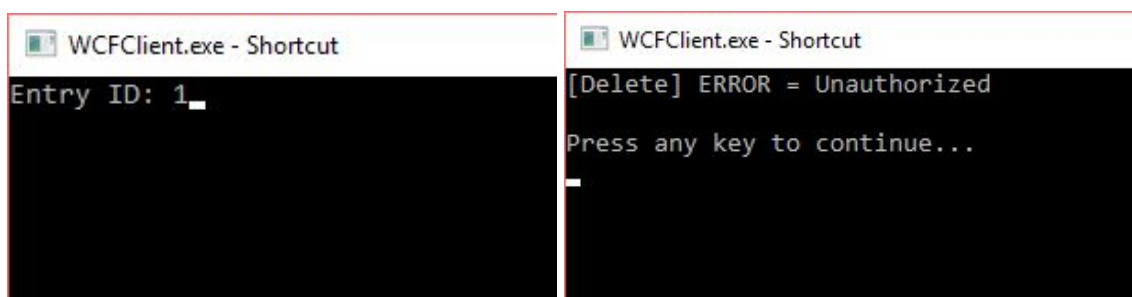 WCFClient.exe - Shortcut
Entry ID: 1
WCFClient.exe - Shortcut
[Delete] ERROR = Unauthorized
Press any key to continue...